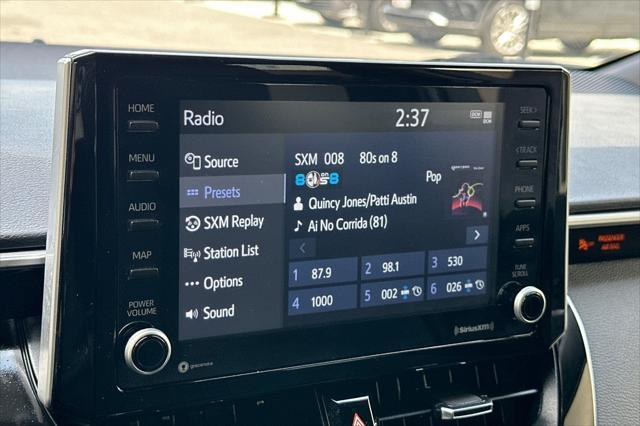 HOME
MENU
AUDIO
MAP
POWER
VOLUME
Radio
2:37
Source
Presets
SXM Replay
Station List
Options
Sound
SXM 008 80s on 8
Pop
Quincy Jones/Patti Austin
Ai No Corrida (81)
1 87.9
2 98.1
3 530
4 1000
5 002
6 026
SEEK>
<TRACK
PHONE
APPS
TUNE
SCROLL
SiriusXM
PASSENGER
AIR BAG